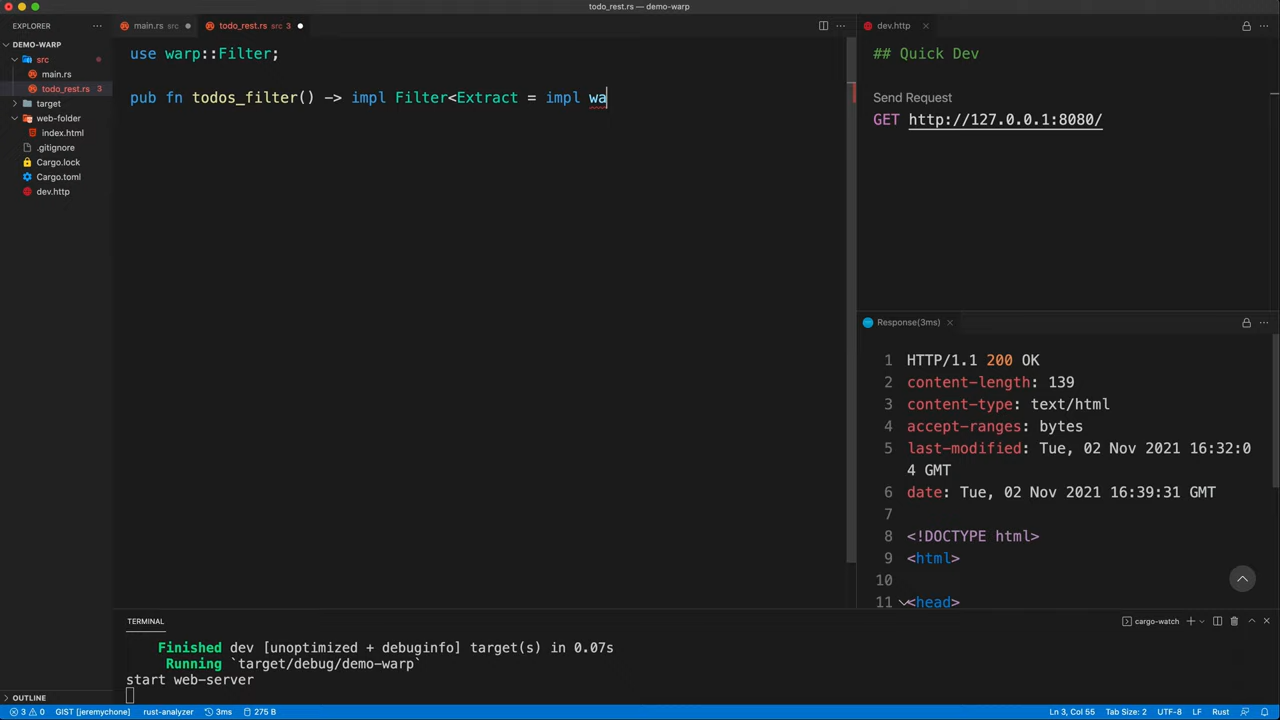 todo_rest.rs — demo-warp
EXPLORER
DEMO-WARP
src
main.rs
todo_rest.rs 3
target
web-folder
index.html
.gitignore
Cargo.lock
Cargo.toml
dev.http
OUTLINE
main.rs src
todo_rest.rs src 3
use warp::Filter;
pub fn todos_filter() -> impl Filter<Extract = impl wa
dev.http
## Quick Dev
Send Request
GET http://127.0.0.1:8080/
Response(3ms)
1 HTTP/1.1 200 OK
2 content-length: 139
3 content-type: text/html
4 accept-ranges: bytes
5 last-modified: Tue, 02 Nov 2021 16:32:0
4 GMT
6 date: Tue, 02 Nov 2021 16:39:31 GMT
7
8 <!DOCTYPE html>
9 <html>
10
11 <head>
TERMINAL
cargo-watch
Finished dev [unoptimized + debuginfo] target(s) in 0.07s
Running `target/debug/demo-warp`
start web-server
3 0 GIST [jeremychone] rust-analyzer 3ms 275 B Ln 3, Col 55 Tab Size: 2 UTF-8 LF Rust